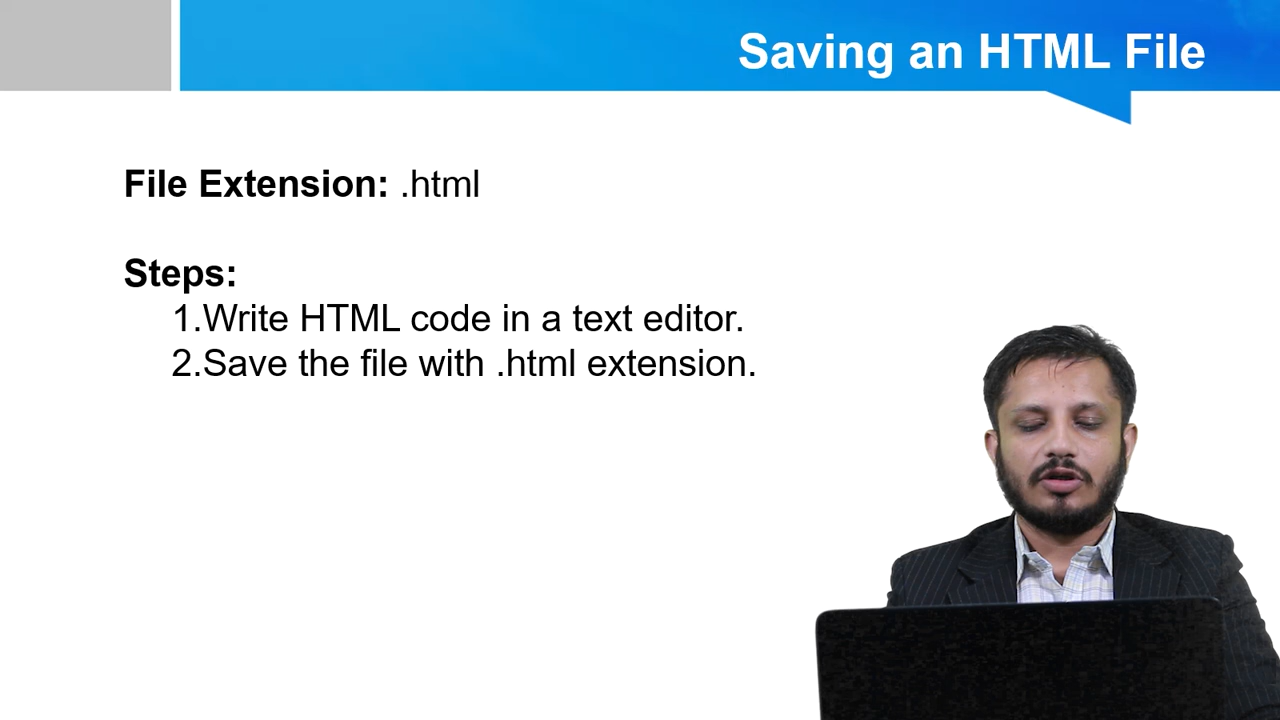 Saving an HTML File
File Extension: .html
Steps:
1.Write HTML code in a text editor.
2.Save the file with .html extension.